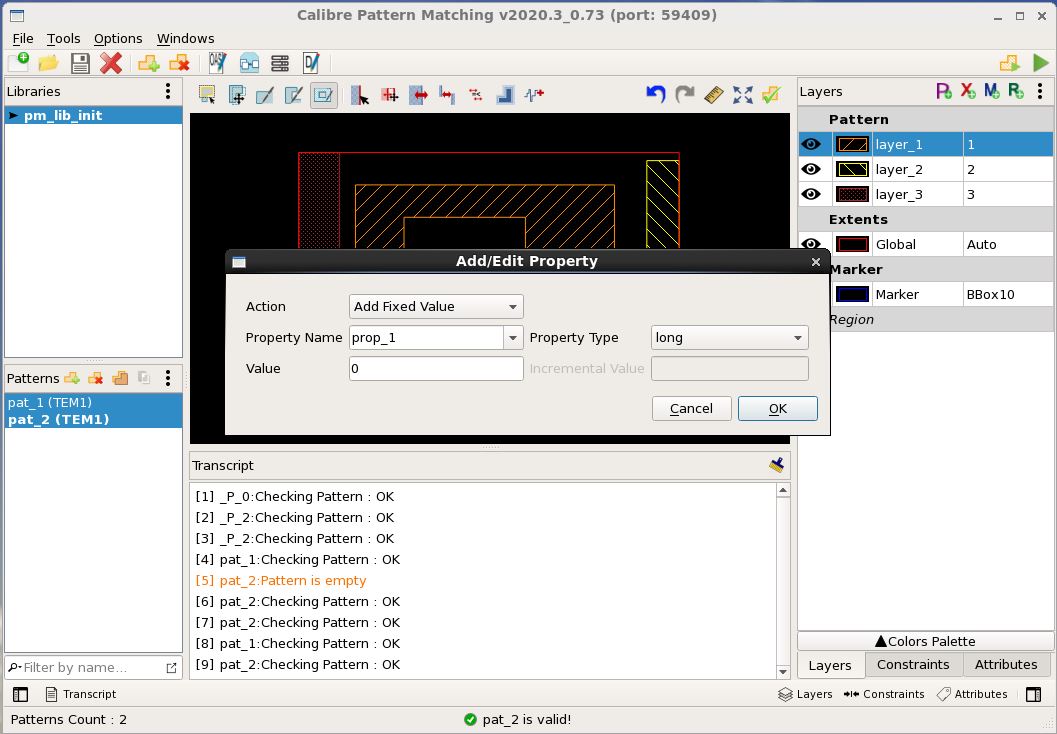 Calibre Pattern Matching v2020.3_0.73 (port: 59409)
File Tools Options Windows
Libraries
pm_lib_init
Layers
Pattern
layer_1 1
layer_2 2
layer_3 3
Extents
Global Auto
Marker
Marker BBox10
Region
Add/Edit Property
Action Add Fixed Value
Property Name prop_1 Property Type long
Value 0 Incremental Value
Cancel OK
Patterns
pat_1 (TEM1)
pat_2 (TEM1)
Filter by name...
Transcript
[1] _P_0:Checking Pattern : OK
[2] _P_2:Checking Pattern : OK
[3] _P_2:Checking Pattern : OK
[4] pat_1:Checking Pattern : OK
[5] pat_2:Pattern is empty
[6] pat_2:Checking Pattern : OK
[7] pat_2:Checking Pattern : OK
[8] pat_1:Checking Pattern : OK
[9] pat_2:Checking Pattern : OK
Colors Palette
Layers Constraints Attributes
Transcript Layers Constraints Attributes
Patterns Count : 2 pat_2 is valid!